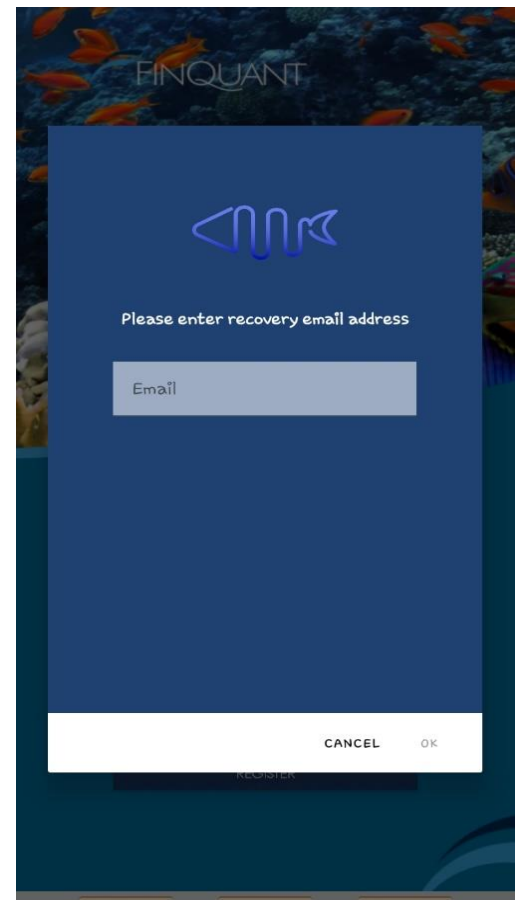 FINQUANT
Please enter recovery email address
Email
CANCEL OK
REGISTER